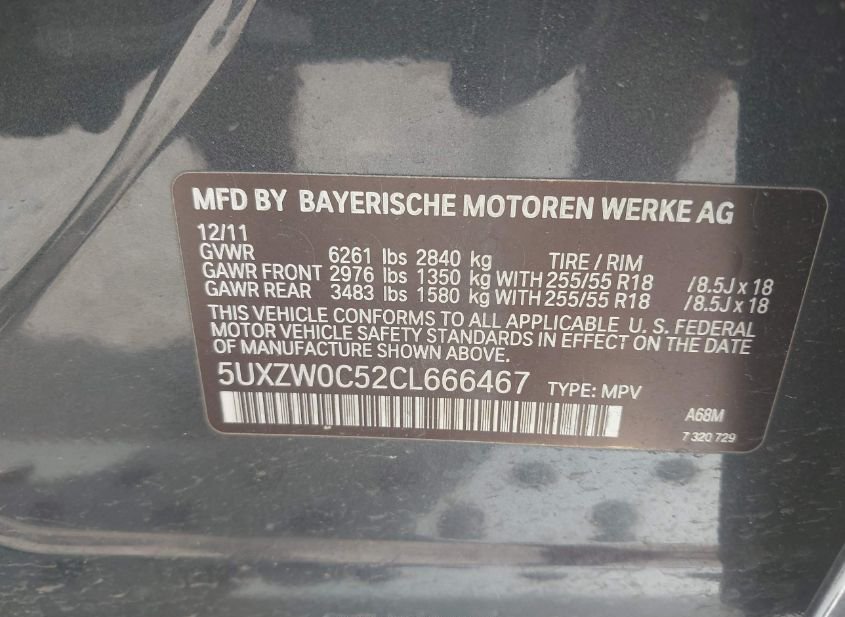 MFD BY BAYERISCHE MOTOREN WERKE AG
12/11
GVWR 6261 lbs 2840 kg TIRE / RIM
GAWR FRONT 2976 lbs 1350 kg WITH 255/55 R18 /8.5J x 18
GAWR REAR 3483 lbs 1580 kg WITH 255/55 R18 /8.5J x 18
THIS VEHICLE CONFORMS TO ALL APPLICABLE U. S. FEDERAL
MOTOR VEHICLE SAFETY STANDARDS IN EFFECT ON THE DATE
OF MANUFACTURE SHOWN ABOVE.
5UXZW0C52CL666467 TYPE: MPV
A68M
7 320 729